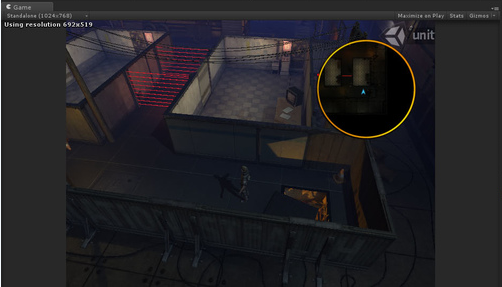 Game
Standalone (1024x768)
Maximize on Play
Stats
Gizmos
Using resolution 692x519
unit